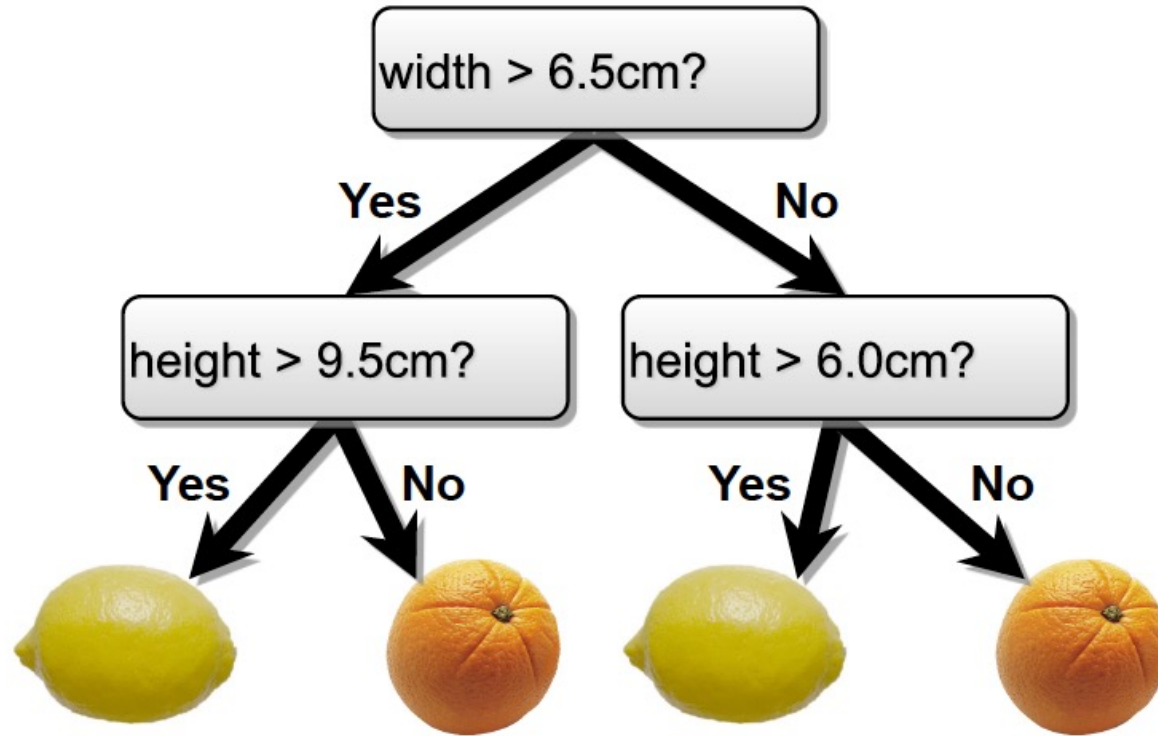 width > 6.5cm?
Yes
No
height > 9.5cm?
height > 6.0cm?
Yes
No
Yes
No